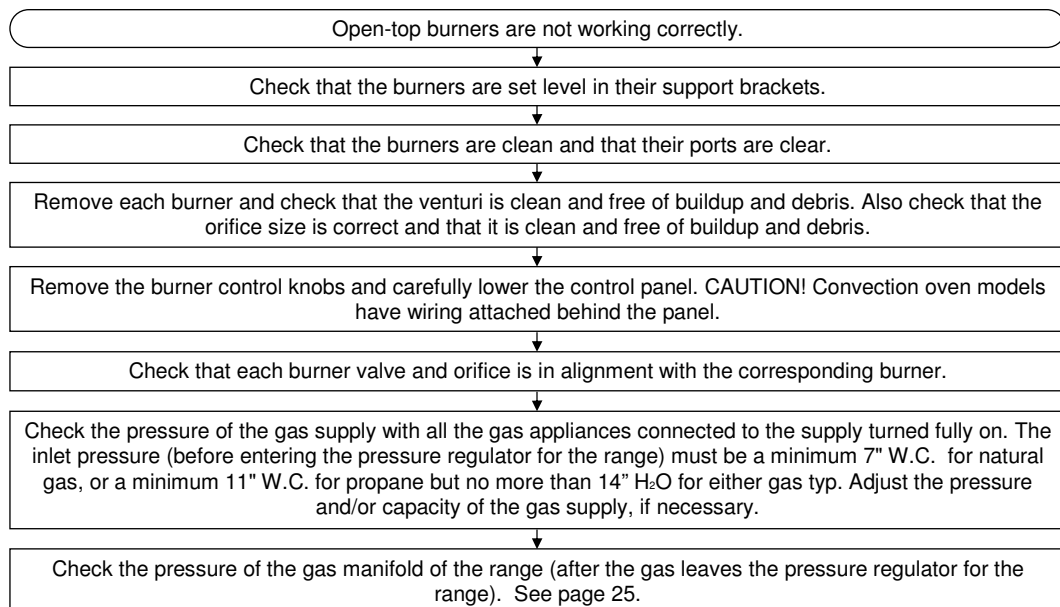 Open-top burners are not working correctly.
Check that the burners are set level in their support brackets.
Check that the burners are clean and that their ports are clear.
Remove each burner and check that the venturi is clean and free of buildup and debris. Also check that the
orifice size is correct and that it is clean and free of buildup and debris.
Remove the burner control knobs and carefully lower the control panel. CAUTION! Convection oven models
have wiring attached behind the panel.
Check that each burner valve and orifice is in alignment with the corresponding burner.
Check the pressure of the gas supply with all the gas appliances connected to the supply turned fully on. The
inlet pressure (before entering the pressure regulator for the range) must be a minimum 7" W.C.  for natural
gas, or a minimum 11" W.C. for propane but no more than 14” H₂O for either gas typ. Adjust the pressure
and/or capacity of the gas supply, if necessary.
Check the pressure of the gas manifold of the range (after the gas leaves the pressure regulator for the
range).  See page 25.